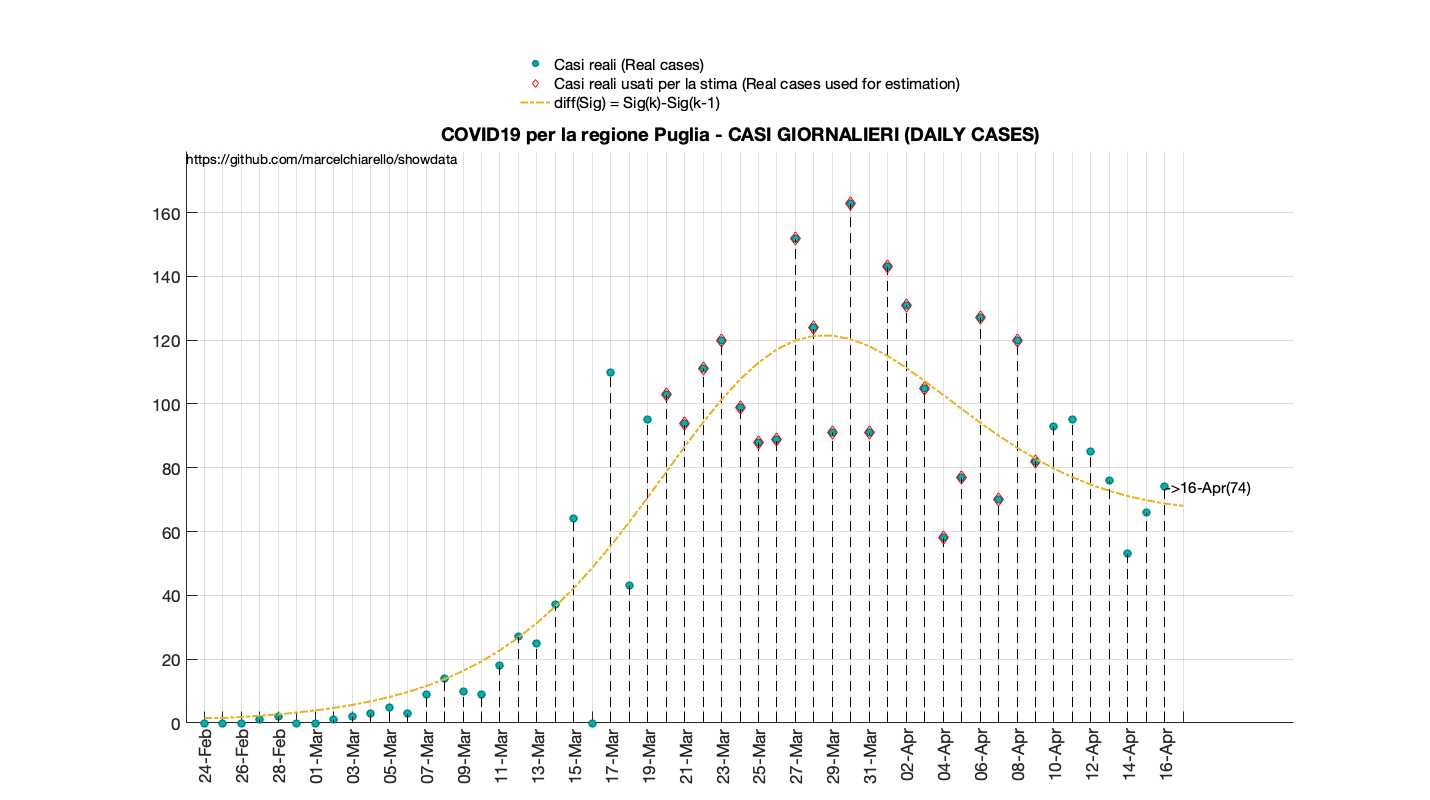 Casi reali (Real cases)
Casi reali usati per la stima (Real cases used for estimation)
diff(Sig) = Sig(k)-Sig(k-1)
COVID19 per la regione Puglia - CASI GIORNALIERI (DAILY CASES)
https://github.com/marcelchiarello/showdata
160
140
120
100
80
->16-Apr(74)
60
40
20
0
24-Feb
26-Feb
28-Feb
01-Mar
03-Mar
05-Mar
07-Mar
09-Mar
11-Mar
13-Mar
15-Mar
17-Mar
19-Mar
21-Mar
23-Mar
25-Mar
27-Mar
29-Mar
31-Mar
02-Apr
04-Apr
06-Apr
08-Apr
10-Apr
12-Apr
14-Apr
16-Apr